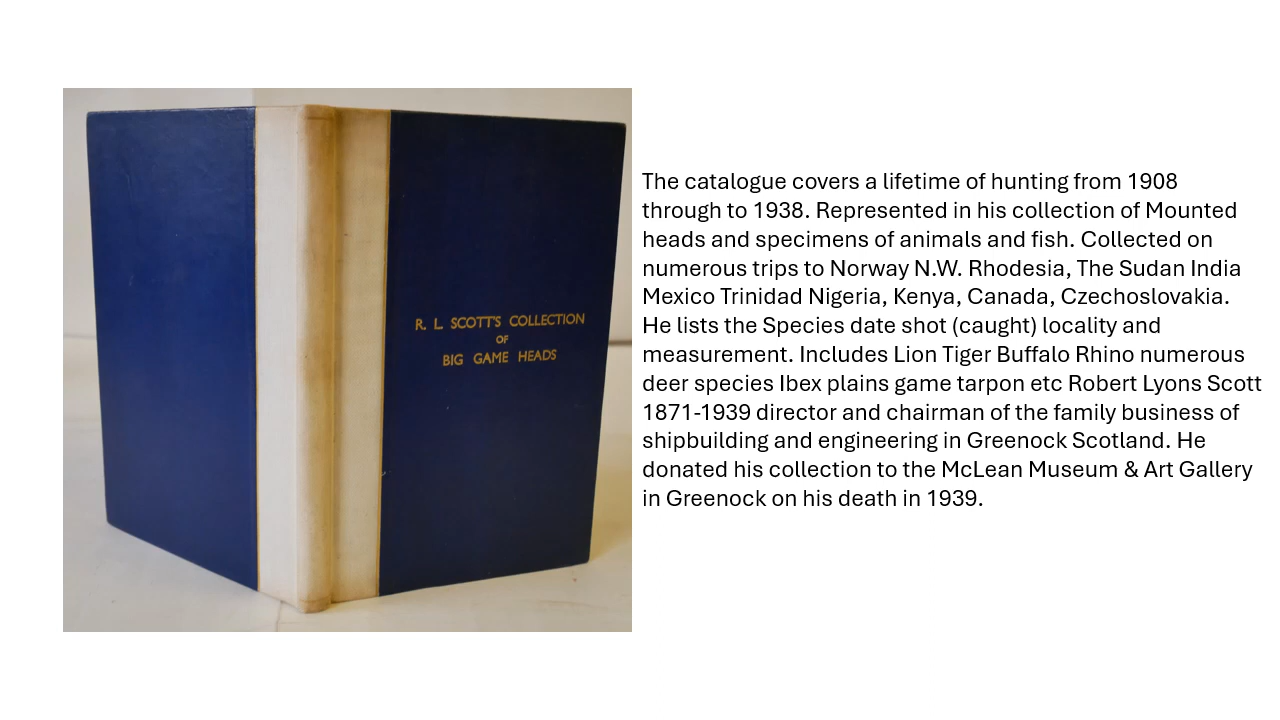 R. L. SCOTT'S COLLECTION
OF
BIG GAME HEADS
The catalogue covers a lifetime of hunting from 1908
through to 1938. Represented in his collection of Mounted
heads and specimens of animals and fish. Collected on
numerous trips to Norway N.W. Rhodesia, The Sudan India
Mexico Trinidad Nigeria, Kenya, Canada, Czechoslovakia.
He lists the Species date shot (caught) locality and
measurement. Includes Lion Tiger Buffalo Rhino numerous
deer species Ibex plains game tarpon etc Robert Lyons Scott
1871-1939 director and chairman of the family business of
shipbuilding and engineering in Greenock Scotland. He
donated his collection to the McLean Museum & Art Gallery
in Greenock on his death in 1939.